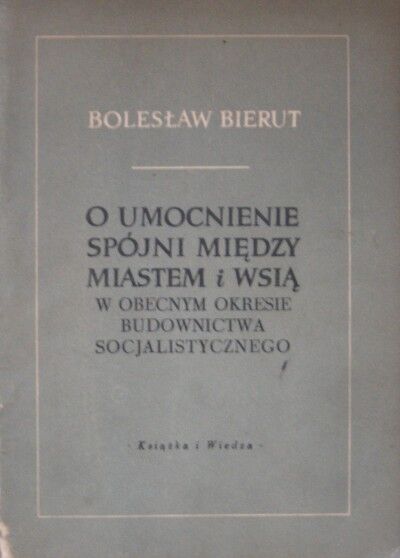 BOLESŁAW BIERUT
O UMOCNIENIE
SPÓJNI MIĘDZY
MIASTEM i WSIĄ
W OBECNYM OKRESIE
BUDOWNICTWA
SOCJALISTYCZNEGO
- Książka i Wiedza -